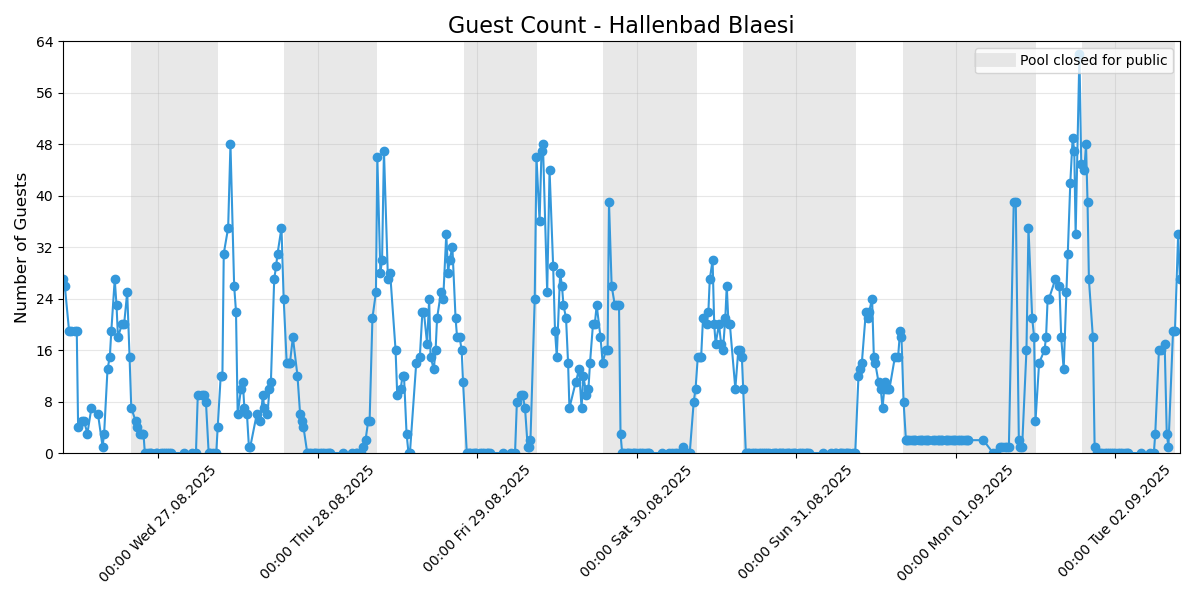 Guest Count - Hallenbad Blaesi
Pool closed for public
Number of Guests
64
56
48
40
32
24
16
8
0
00:00 Wed 27.08.2025
00:00 Thu 28.08.2025
00:00 Fri 29.08.2025
00:00 Sat 30.08.2025
00:00 Sun 31.08.2025
00:00 Mon 01.09.2025
00:00 Tue 02.09.2025